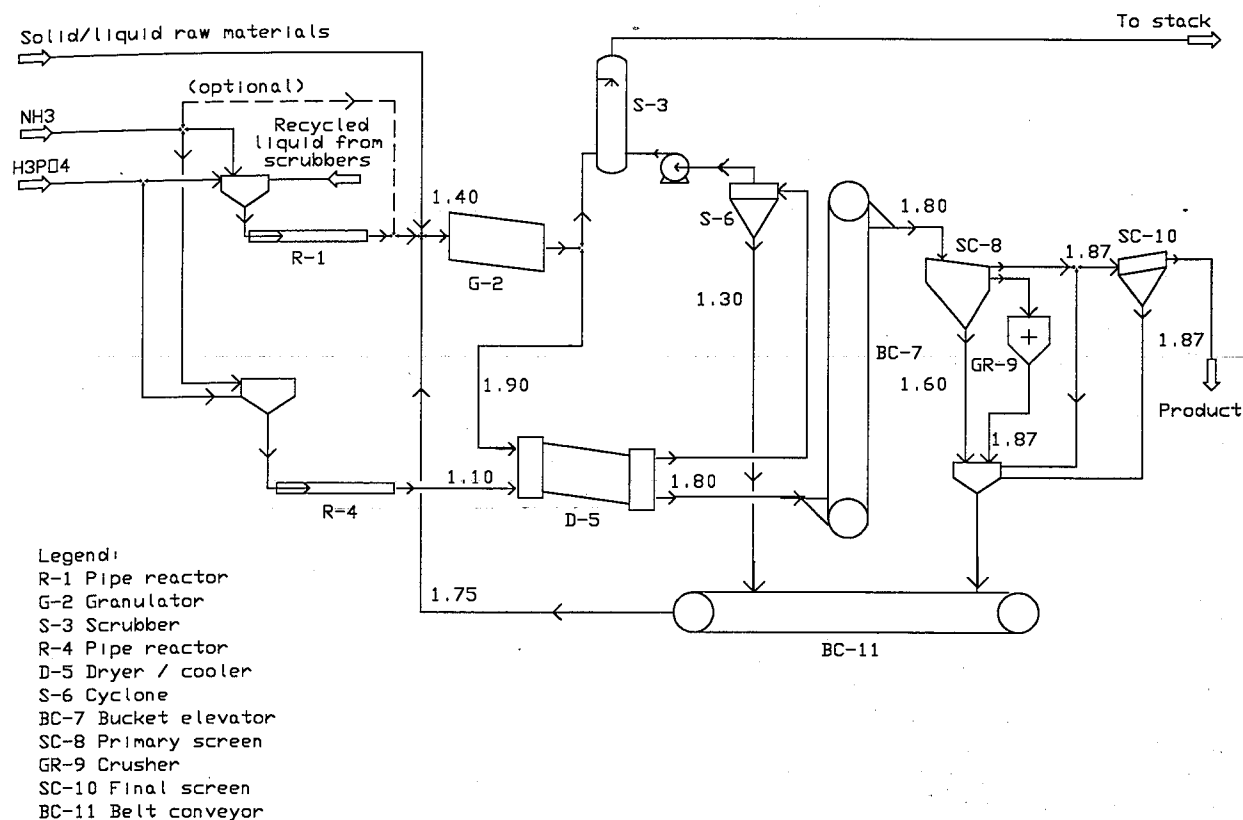 Solid/liquid raw materials
To stack
(optional)
S-3
NH3
Recycled
liquid from
scrubbers
H3PO4
1.40
S-6
1.80
SC-8
SC-10
R-1
G-2
1.87
1.30
BC-7
GR-9
1.87
1.90
1.60
Product
1.87
1.10
1.80
R-4
D-5
Legend:
R-1 Pipe reactor
G-2 Granulator
S-3 Scrubber
R-4 Pipe reactor
D-5 Dryer / cooler
S-6 Cyclone
BC-7 Bucket elevator
SC-8 Primary screen
GR-9 Crusher
SC-10 Final screen
BC-11 Belt conveyor
1.75
BC-11